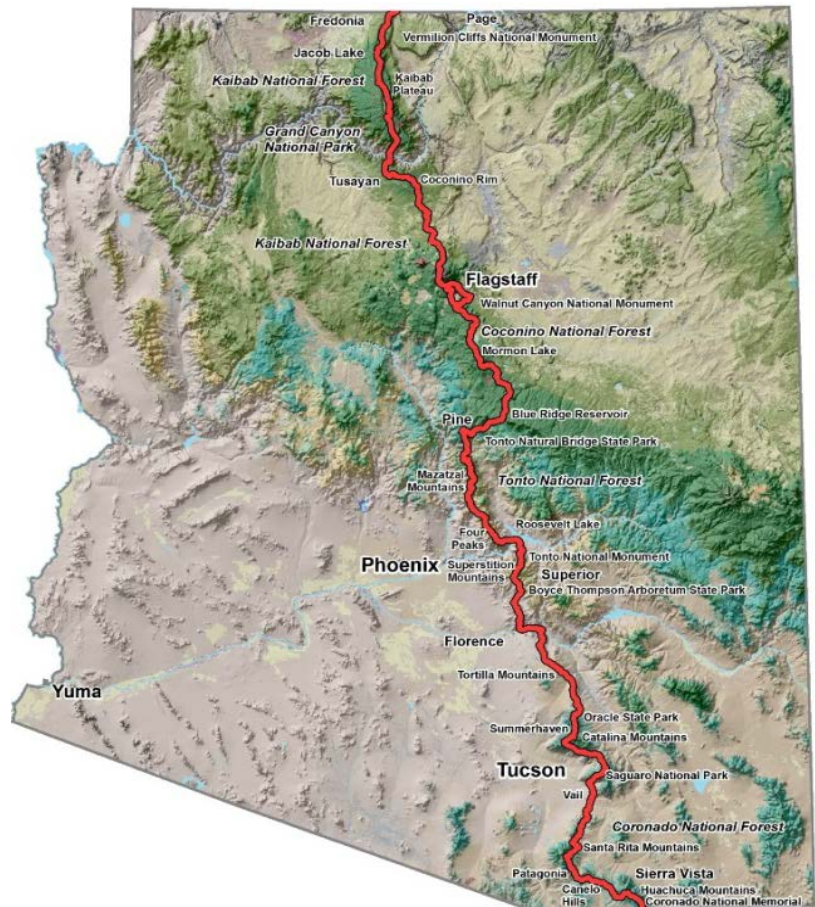 Fredonia
Page
Vermilion Cliffs National Monument
Jacob Lake
Kaibab National Forest
Kaibab
Plateau
Grand Canyon
National Park
Tusayan
Coconino Rim
Kaibab National Forest
Flagstaff
Walnut Canyon National Monument
Coconino National Forest
Mormon Lake
Blue Ridge Reservoir
Pine
Tonto Natural Bridge State Park
Mazatzal
Mountains
Tonto National Forest
Roosevelt Lake
Four
Peaks
Tonto National Monument
Phoenix
Superstition
Mountains
Superior
Boyce Thompson Arboretum State Park
Florence
Tortilla Mountains
Yuma
Oracle State Park
Summerhaven
Catalina Mountains
Tucson
Saguaro National Park
Vail
Coronado National Forest
Santa Rita Mountains
Patagonia
Sierra Vista
Canelo
Hills
Huachuca Mountains
Coronado National Memorial